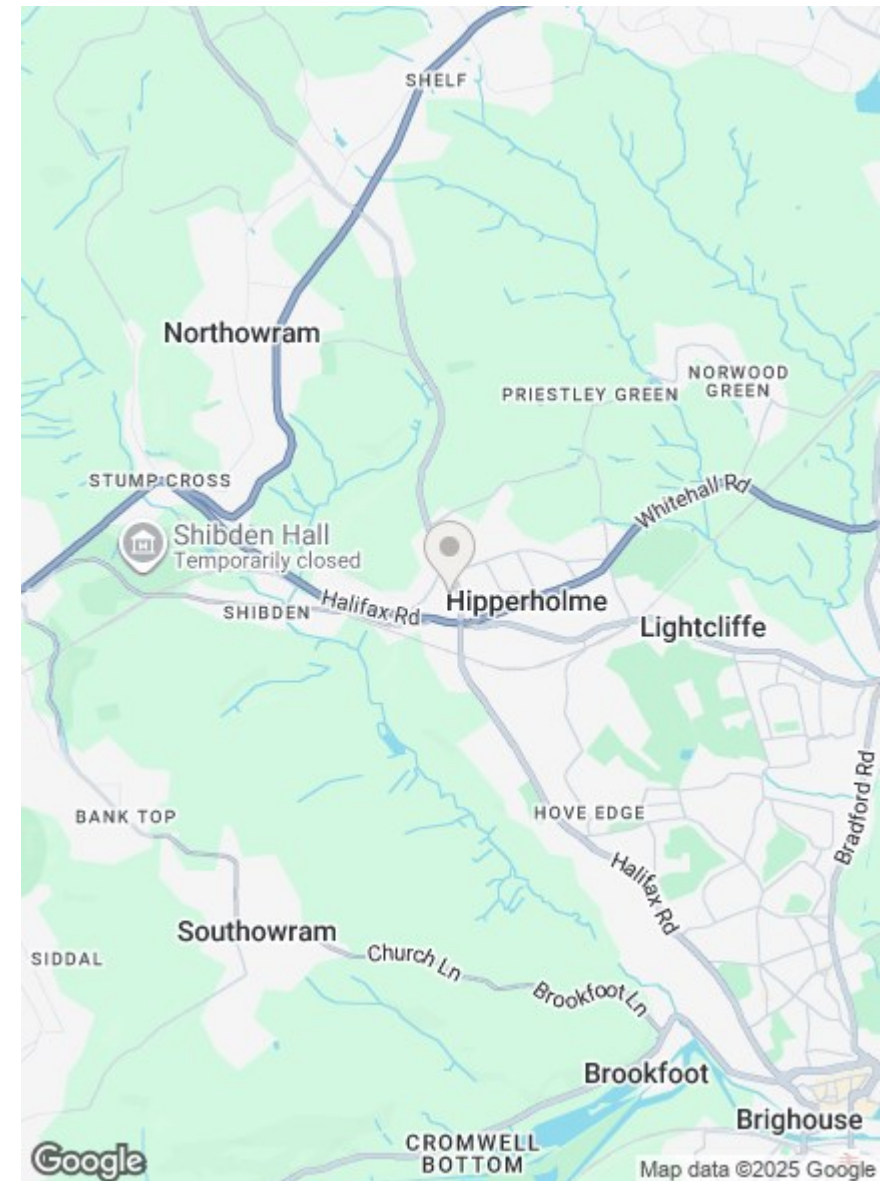 SHELF
Northowram
PRIESTLEY GREEN
NORWOOD
GREEN
STUMP CROSS
Whitehall Rd
Shibden Hall
Temporarily closed
Halifax Rd
Hipperholme
SHIBDEN
Lightcliffe
BANK TOP
HOVE EDGE
Bradford Rd
Halifax Rd
Southowram
SIDDAL
Church Ln
Brookfoot Ln
Brookfoot
Brighouse
CROMWELL
BOTTOM
Google
Map data ©2025 Google